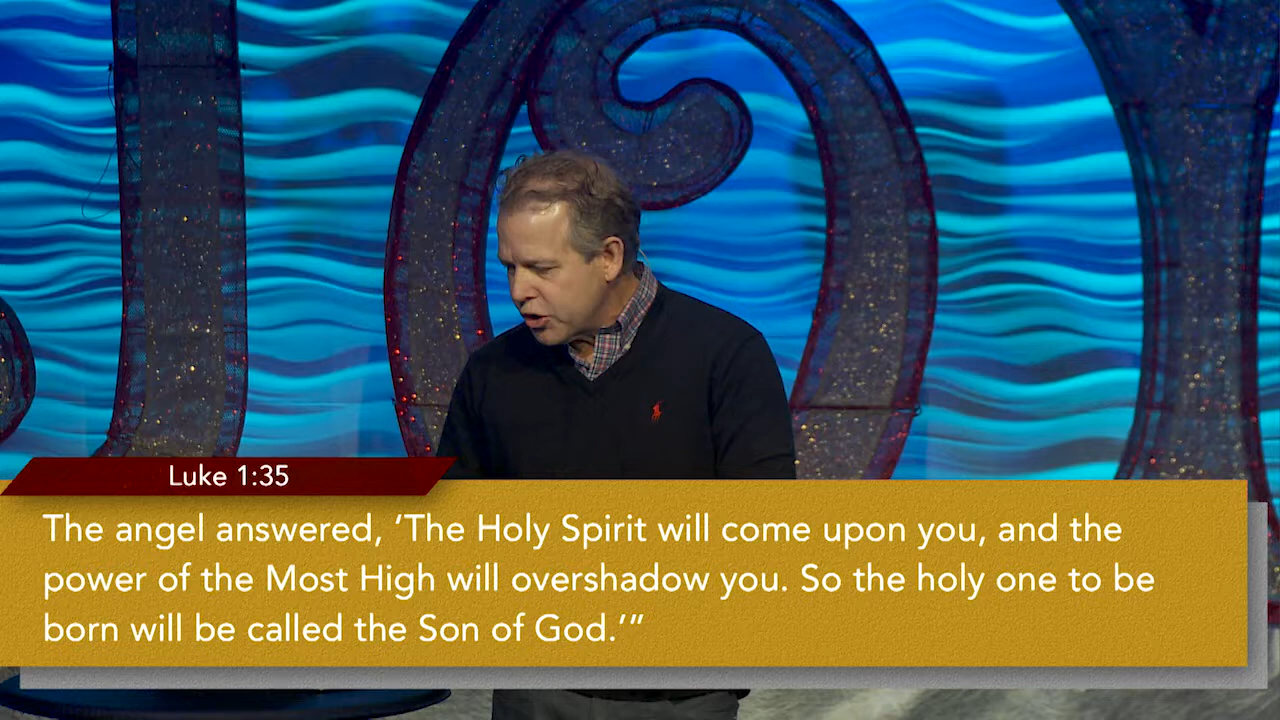 JOY
Luke 1:35
The angel answered, ‘The Holy Spirit will come upon you, and the
power of the Most High will overshadow you. So the holy one to be
born will be called the Son of God.’”